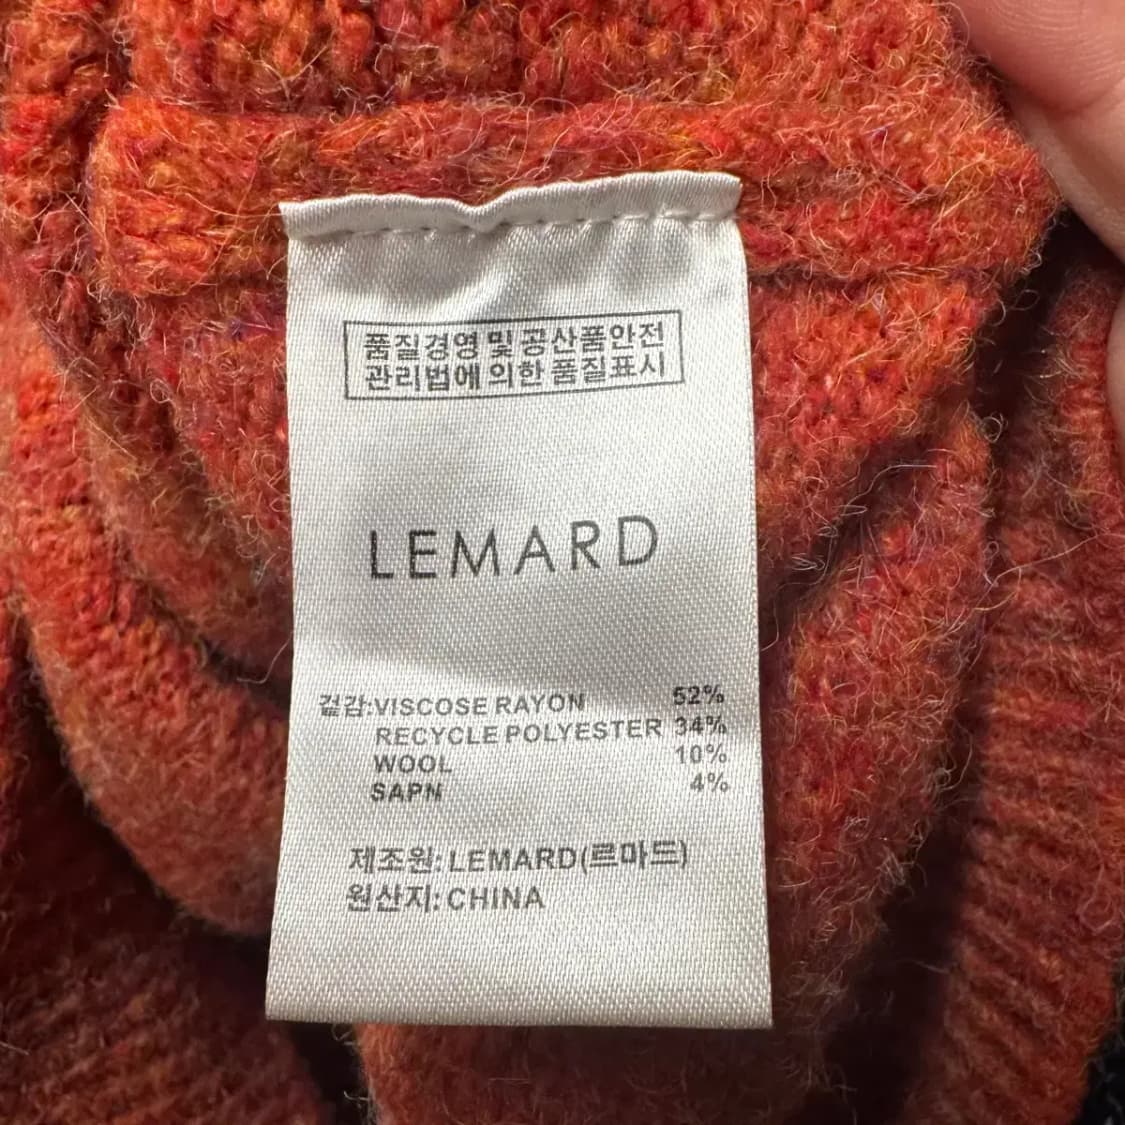 품질경영 및 공산품안전
관리법에 의한 품질표시
LEMARD
겉감:VISCOSE RAYON 52%
RECYCLE POLYESTER 34%
WOOL 10%
SAPN 4%
제조원: LEMARD(르마드)
원산지: CHINA